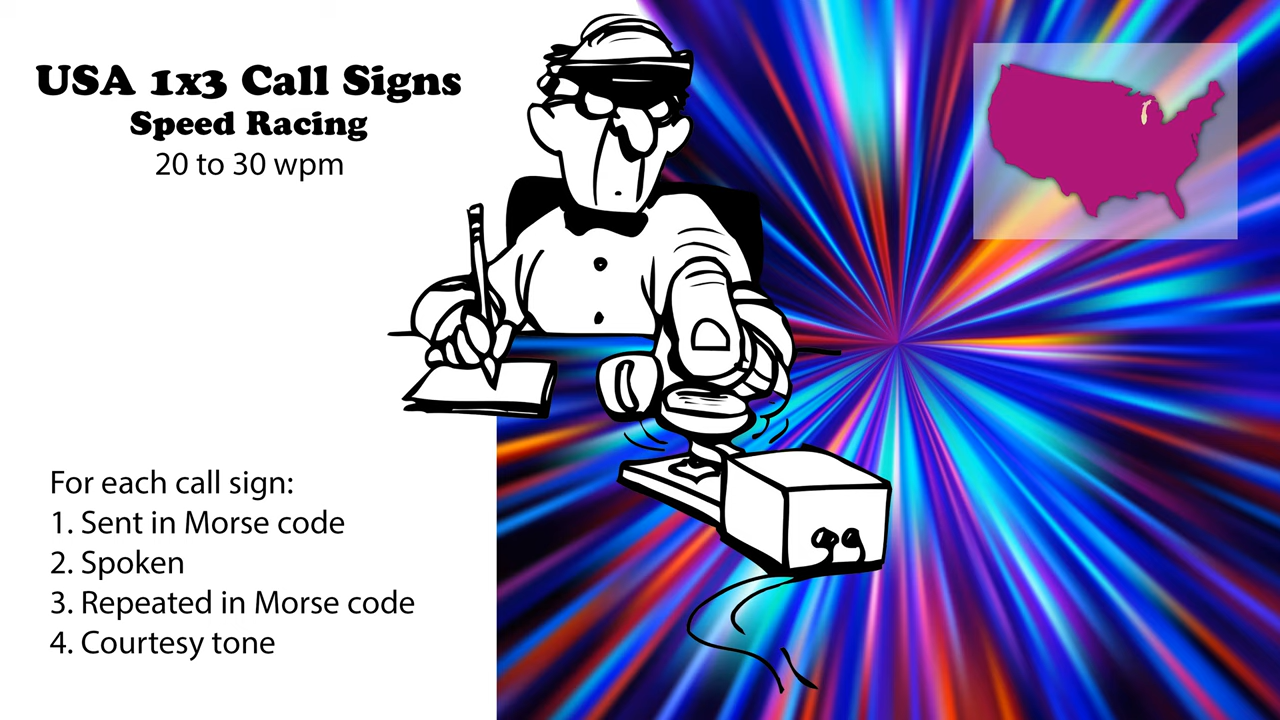 USA 1x3 Call Signs
Speed Racing
20 to 30 wpm
For each call sign:
1. Sent in Morse code
2. Spoken
3. Repeated in Morse code
4. Courtesy tone